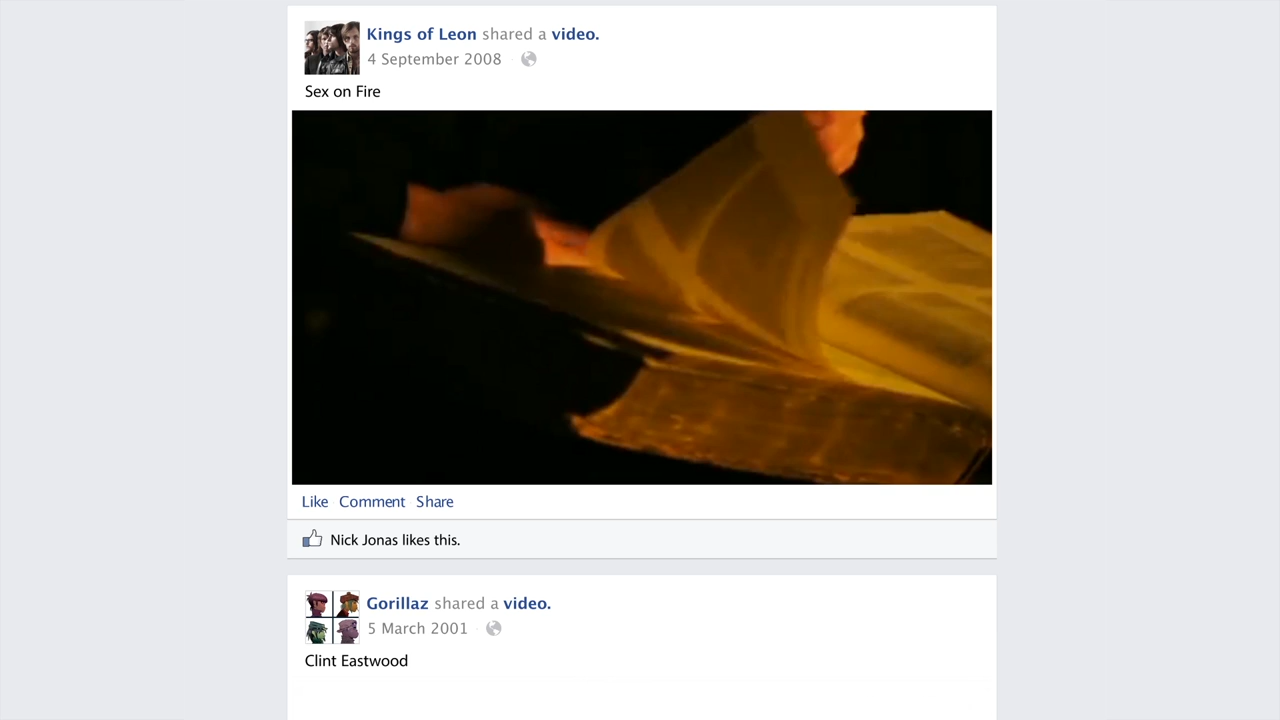 Kings of Leon shared a video.
4 September 2008
Sex on Fire
Like Comment Share
Nick Jonas likes this.
Gorillaz shared a video.
5 March 2001
Clint Eastwood